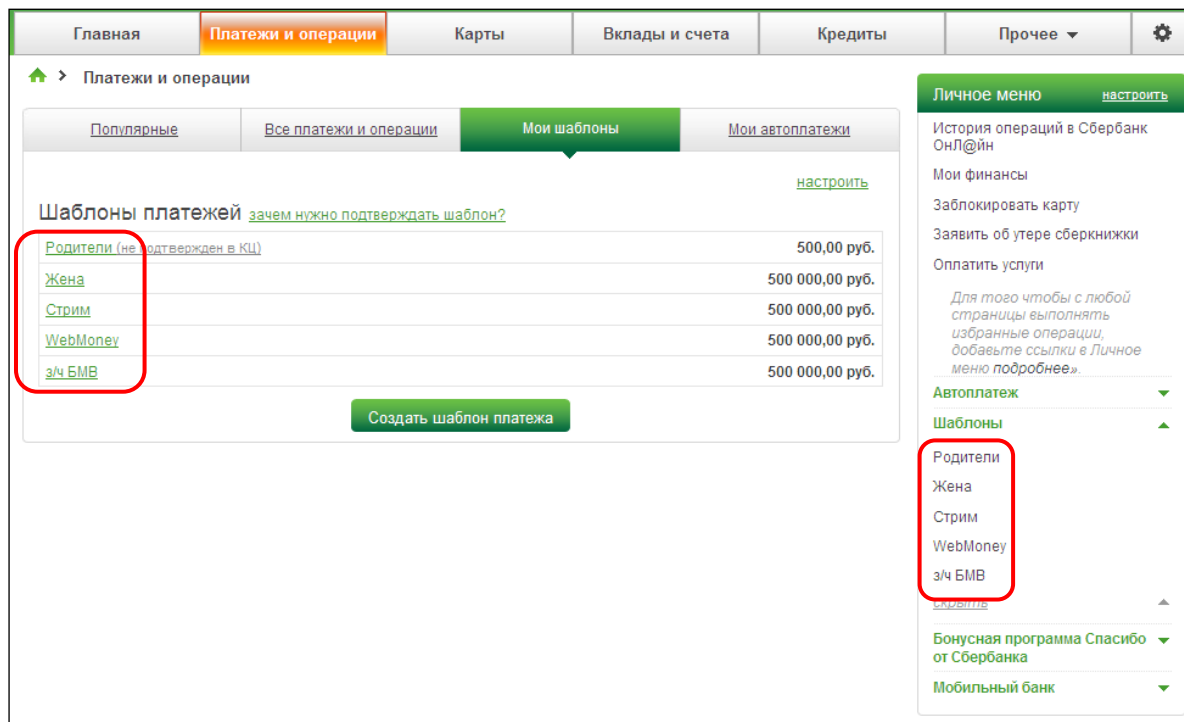 Главная Платежи и операции Карты Вклады и счета Кредиты Прочее
Платежи и операции
Популярные Все платежи и операции Мои шаблоны Мои автоплатежи
настроить
Шаблоны платежей зачем нужно подтверждать шаблон?
Родители (не подтвержден в КЦ) 500,00 руб.
Жена 500 000,00 руб.
Стрим 500 000,00 руб.
WebMoney 500 000,00 руб.
з/ч БМВ 500 000,00 руб.
Создать шаблон платежа
Личное меню настроить
История операций в Сбербанк
ОнЛ@йн
Мои финансы
Заблокировать карту
Заявить об утере сберкнижки
Оплатить услуги
Для того чтобы с любой
страницы выполнять
избранные операции,
добавьте ссылки в Личное
меню подробнее».
Автоплатеж
Шаблоны
Родители
Жена
Стрим
WebMoney
з/ч БМВ
скрыть
Бонусная программа Спасибо
от Сбербанка
Мобильный банк